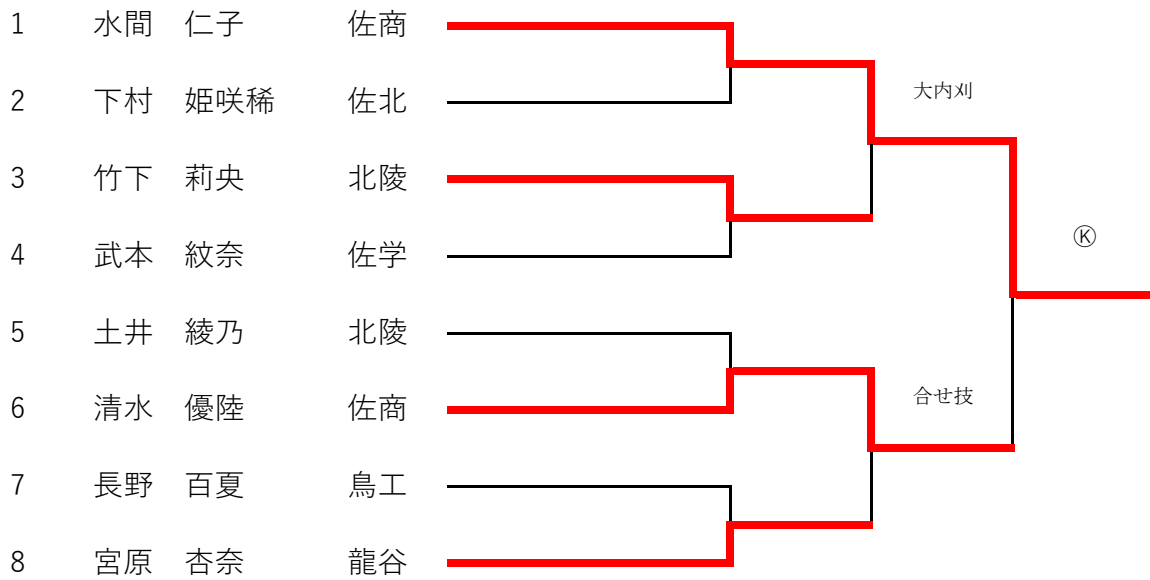 1 水間 仁子 佐商
2 下村 姫咲稀 佐北
大内刈
3 竹下 莉央 北陵
Ⓚ
4 武本 紋奈 佐学
5 土井 綾乃 北陵
6 清水 優陸 佐商
合せ技
7 長野 百夏 鳥工
8 宮原 杏奈 龍谷